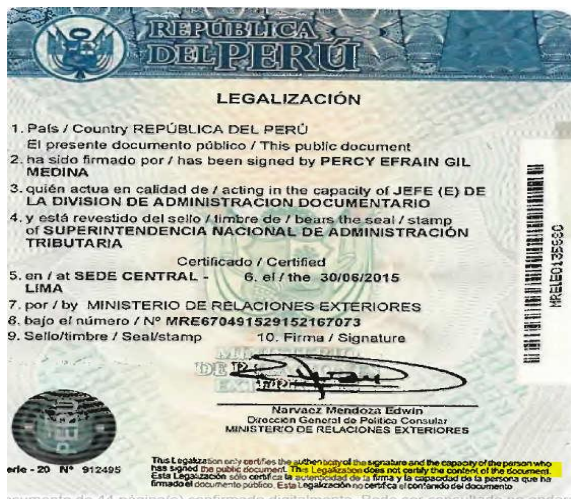 REPÚBLICA
DEL PERÚ
LEGALIZACIÓN
1. País / Country REPÚBLICA DEL PERÚ
El presente documento público / This public document
2. ha sido firmado por / has been signed by PERCY EFRAIN GIL
MEDINA
3. quién actua en calidad de / acting in the capacity of JEFE (E) DE
LA DIVISION DE ADMINISTRACION DOCUMENTARIO
4. y está revestido del sello / timbre de / bears the seal / stamp
of SUPERINTENDENCIA NACIONAL DE ADMINISTRACIÓN
TRIBUTARIA
Certificado / Certified
5. en / at SEDE CENTRAL - 6. el / the 30/06/2015
LIMA
7. por / by MINISTERIO DE RELACIONES EXTERIORES
8. bajo el número / Nº MRE670491529152167073
9. Sello/timbre / Seal/stamp 10. Firma / Signature
Narvaez Mendoza Edwin
Dirección General de Política Consular
MINISTERIO DE RELACIONES EXTERIORES
erie - 20 Nº 912495
This Legalization only certifies the authenticity of the signature and the capacity of the person who
has signed the public document. This Legalization does not certify the content of the document.
Esta Legalización sólo certifica la autenticidad de la firma y la capacidad de la persona que ha
firmado el documento público. Esta Legalización no certifica el contenido del documento